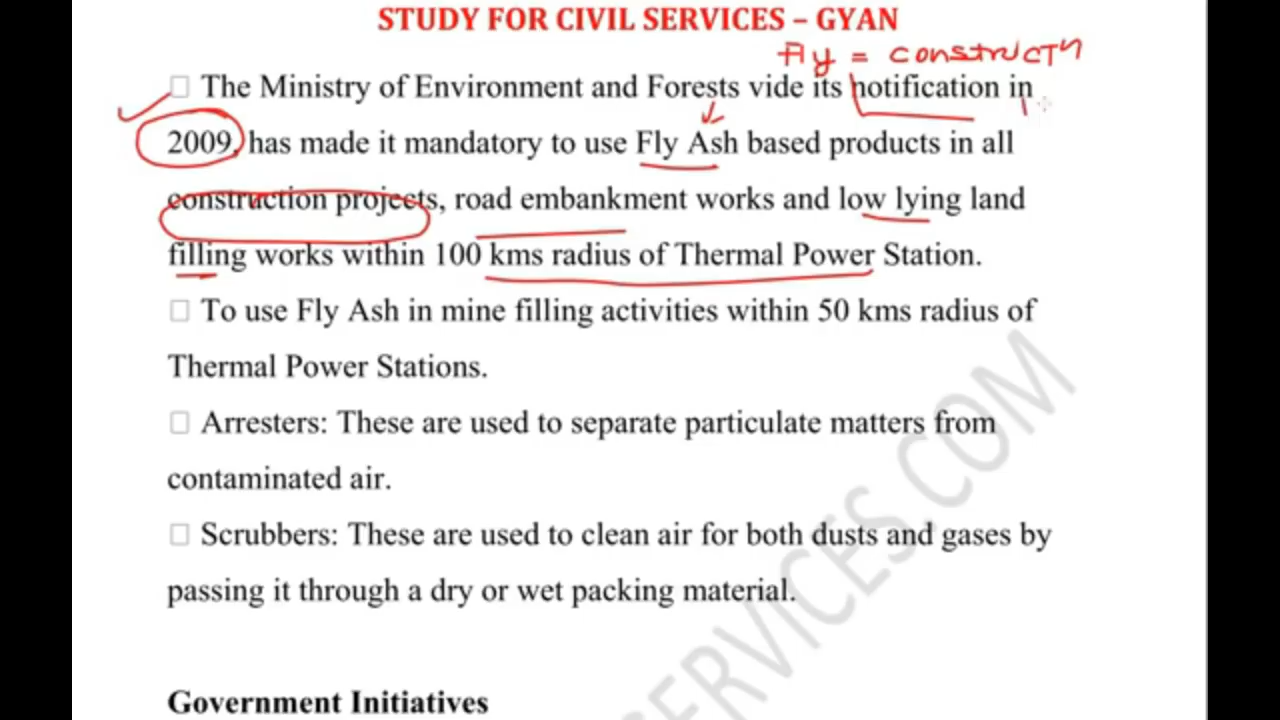 STUDY FOR CIVIL SERVICES – GYAN
Fly = constructn
The Ministry of Environment and Forests vide its notification in
2009, has made it mandatory to use Fly Ash based products in all
construction projects, road embankment works and low lying land
filling works within 100 kms radius of Thermal Power Station.
To use Fly Ash in mine filling activities within 50 kms radius of
Thermal Power Stations.
Arresters: These are used to separate particulate matters from
contaminated air.
Scrubbers: These are used to clean air for both dusts and gases by
passing it through a dry or wet packing material.
SERVICES.COM
Government Initiatives